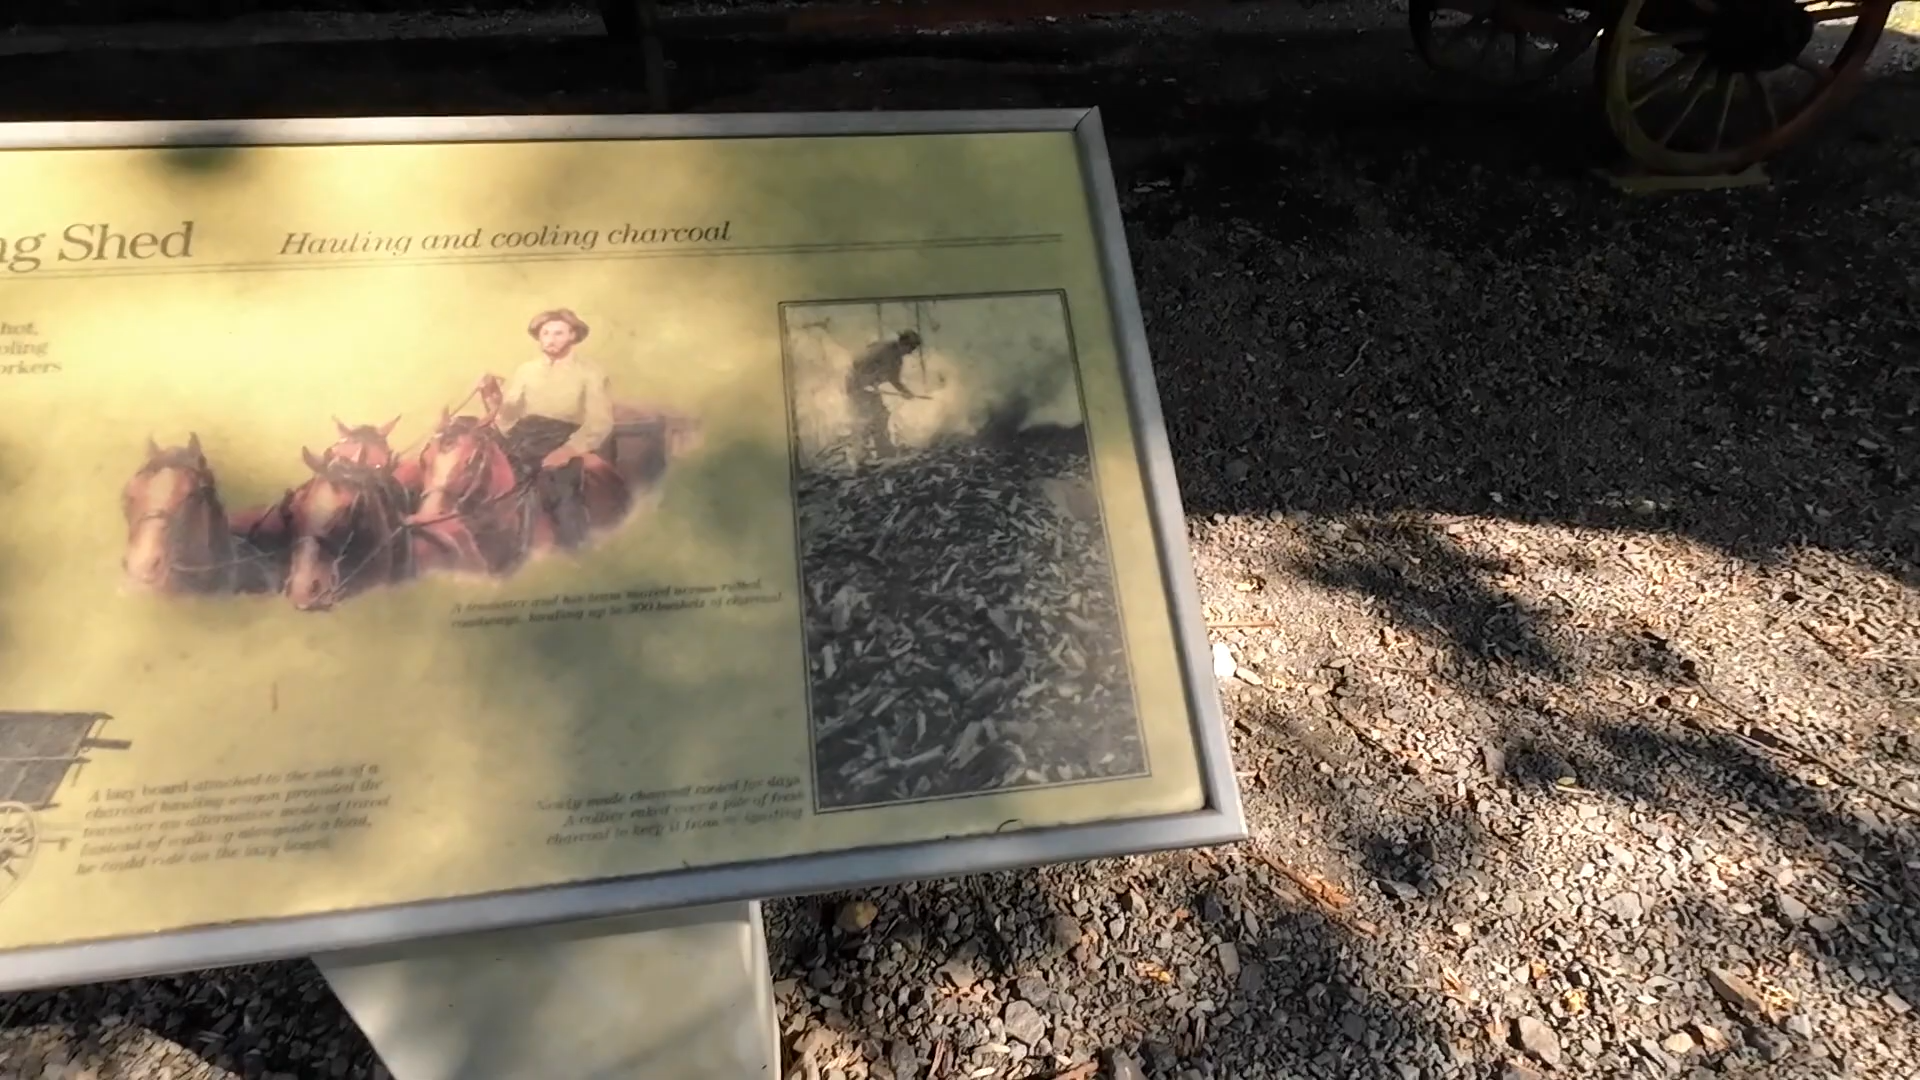 ng Shed Hauling and cooling charcoal
hot,
oling
orkers
A teamster and his team moved across rutted
roadways, hauling up to 300 bushels of charcoal.
A lazy board attached to the side of a
charcoal hauling wagon provided the
teamster an alternative mode of travel
Instead of walking alongside a load,
he could ride on the lazy board.
Newly made charcoal cooled for days
A collier raked over a pile of fresh
charcoal to keep it from igniting